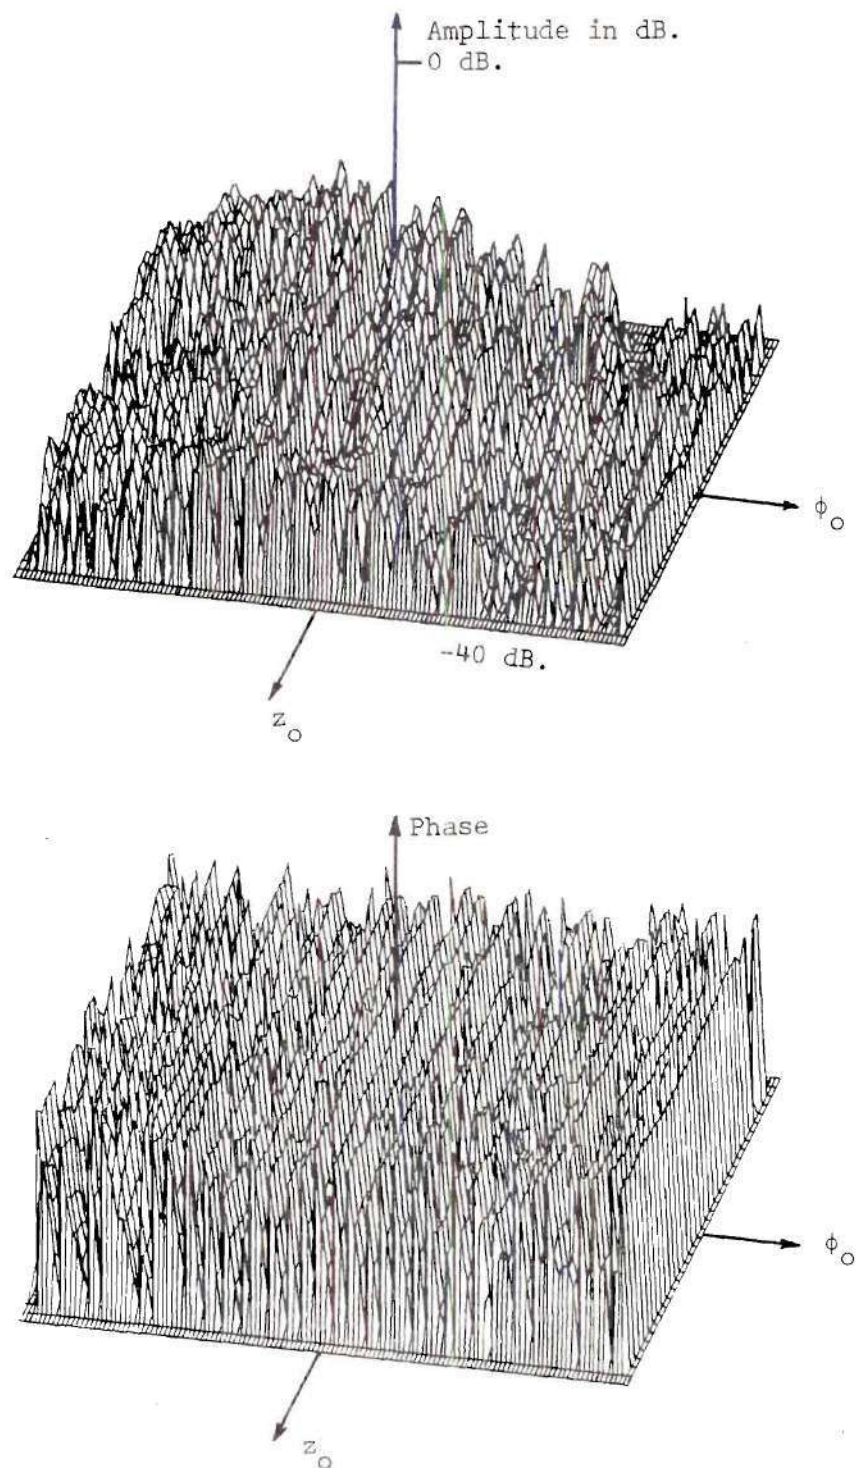 Amplitude in dB.
0 dB.
ϕo
-40 dB.
zo
Phase
ϕo
zo